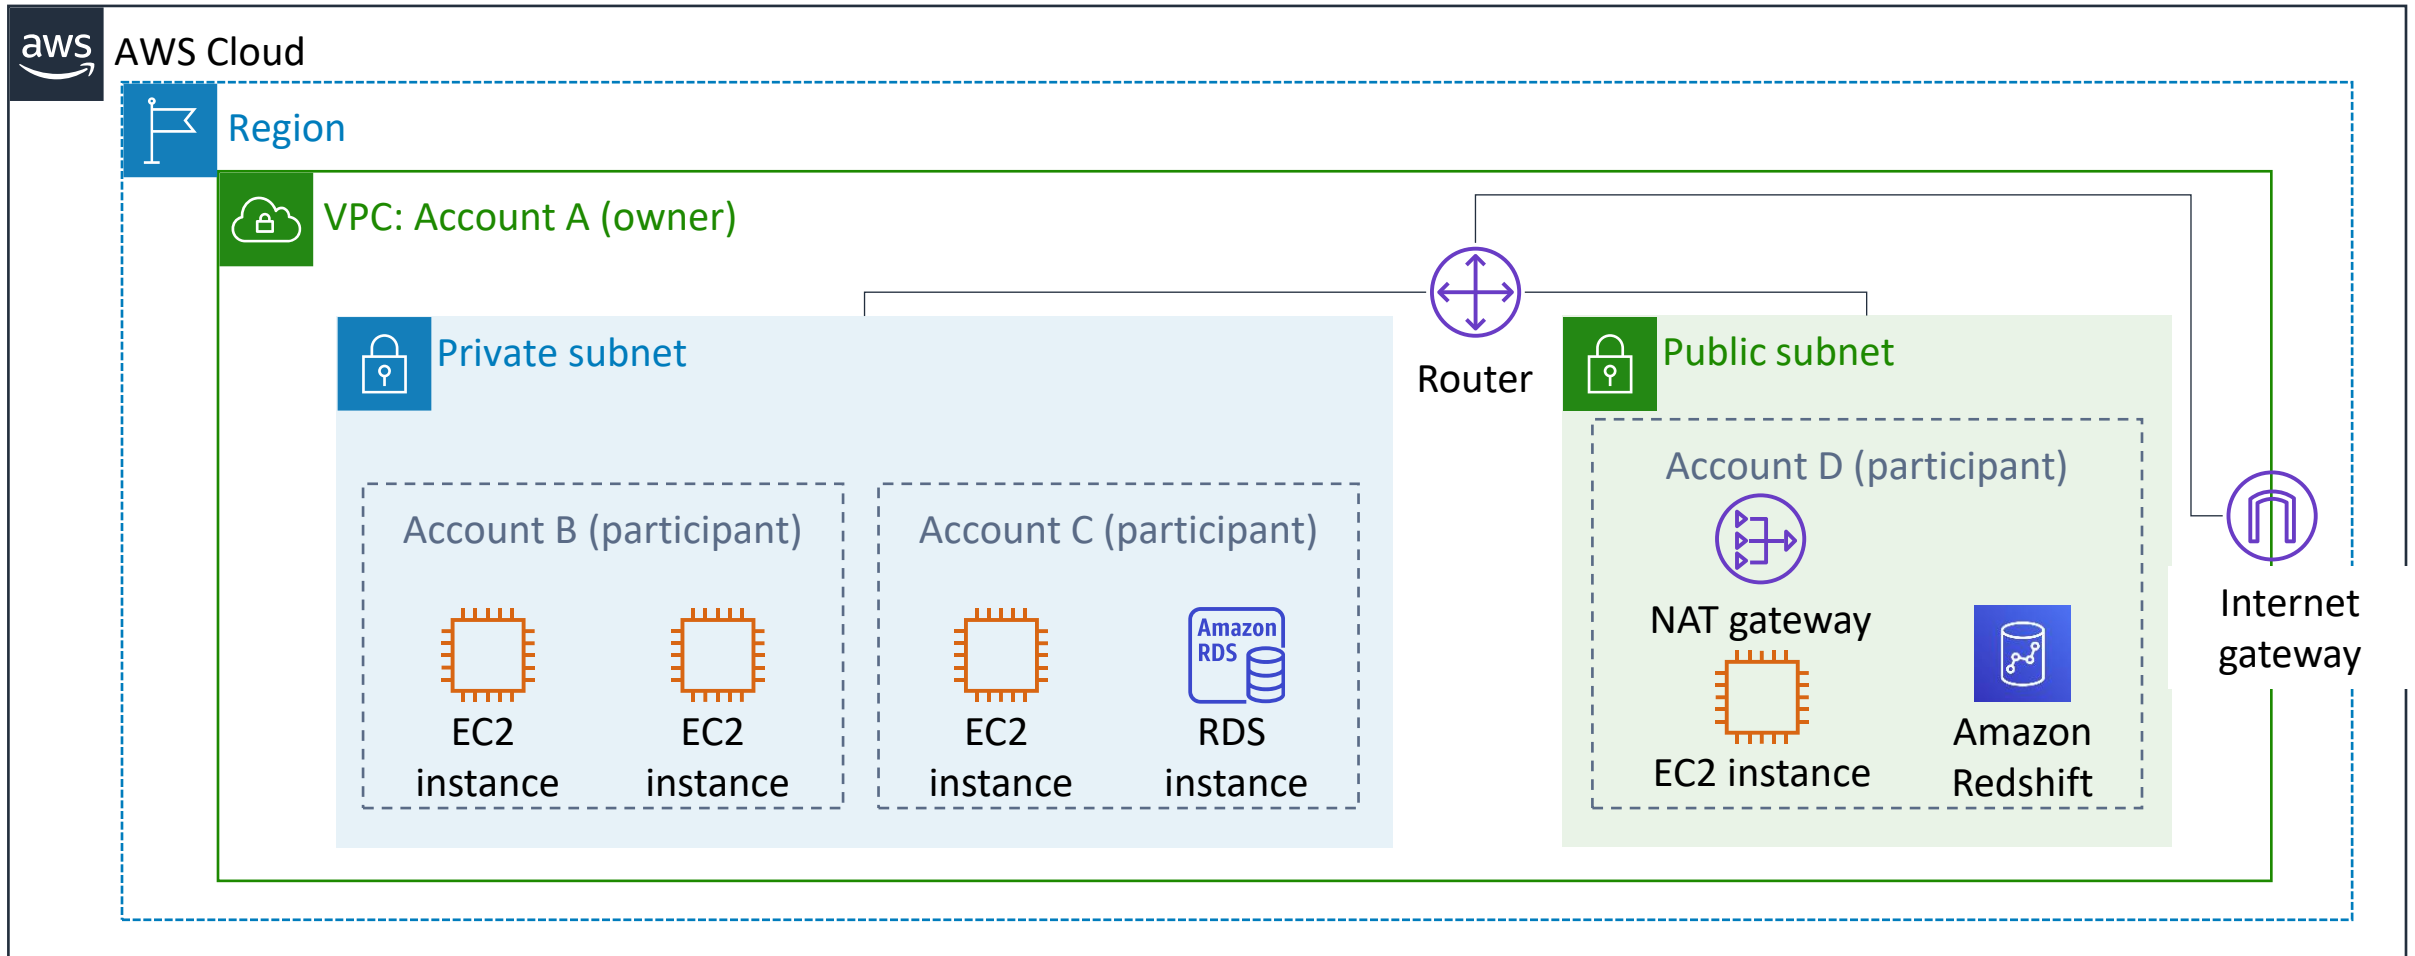 aws
AWS Cloud
Region
VPC: Account A (owner)
Router
Private subnet
Account B (participant)
EC2
instance
EC2
instance
Account C (participant)
EC2
instance
Amazon
RDS
RDS
instance
Public subnet
Account D (participant)
NAT gateway
EC2 instance
Amazon
Redshift
Internet
gateway